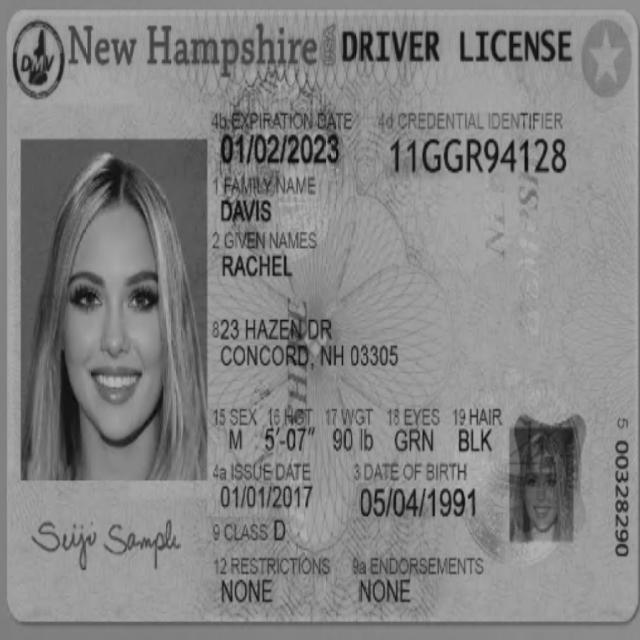 DMV New Hampshire USA DRIVER LICENSE
4b EXPIRATION DATE 4d CREDENTIAL IDENTIFIER
01/02/2023 11GGR94128
1 FAMILY NAME
DAVIS
2 GIVEN NAMES
RACHEL
823 HAZEN DR
CONCORD, NH 03305
15 SEX 16 HGT 17 WGT 18 EYES 19 HAIR
M 5'-07" 90 lb GRN BLK
4a ISSUE DATE 3 DATE OF BIRTH
01/01/2017 05/04/1991
9 CLASS D
12 RESTRICTIONS 9a ENDORSEMENTS
NONE NONE
Seiji Sample
5 00328290